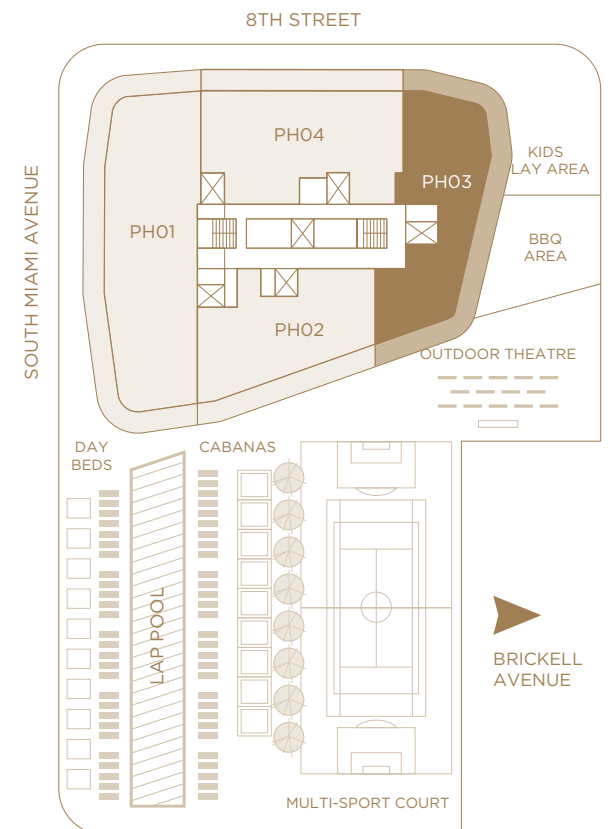 8TH STREET
SOUTH MIAMI AVENUE
PH04
PH03
PH01
PH02
KIDS
LAY AREA
BBQ
AREA
OUTDOOR THEATRE
DAY
BEDS
CABANAS
LAP POOL
BRICKELL
AVENUE
MULTI-SPORT COURT